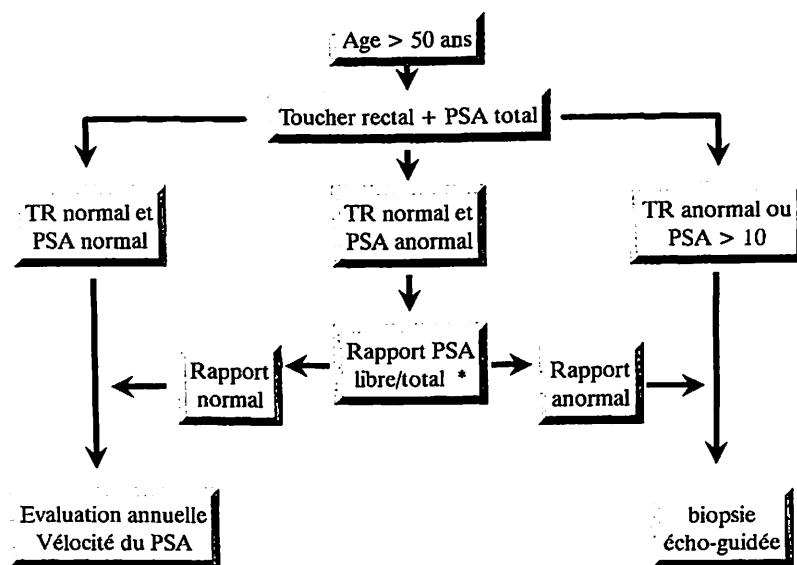 Age > 50 ans
Toucher rectal + PSA total
TR normal et
PSA normal
TR normal et
PSA anormal
TR anormal ou
PSA > 10
Rapport
normal
Rapport PSA
libre/total *
Rapport
anormal
Evaluation annuelle
Vélocité du PSA
biopsie
écho-guidée